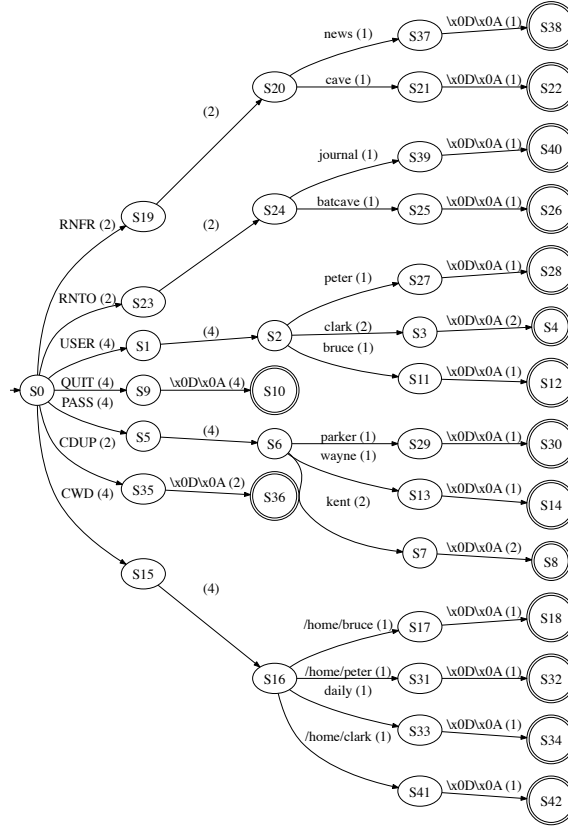 news (1)
S37
\x0D\x0A (1)
S38
S20
cave (1)
S21
\x0D\x0A (1)
S22
(2)
journal (1)
S39
\x0D\x0A (1)
S40
RNFR (2)
S19
(2)
S24
batcave (1)
S25
\x0D\x0A (1)
S26
peter (1)
S27
\x0D\x0A (1)
S28
RNTO (2)
S23
USER (4)
S1
(4)
S2
clark (2)
S3
\x0D\x0A (2)
S4
bruce (1)
S11
\x0D\x0A (1)
S12
S0
QUIT (4)
S9
\x0D\x0A (4)
S10
PASS (4)
S5
(4)
S6
parker (1)
S29
\x0D\x0A (1)
S30
wayne (1)
S13
\x0D\x0A (1)
S14
CDUP (2)
S35
\x0D\x0A (2)
S36
kent (2)
S7
\x0D\x0A (2)
S8
CWD (4)
S15
(4)
S16
/home/bruce (1)
S17
\x0D\x0A (1)
S18
/home/peter (1)
S31
\x0D\x0A (1)
S32
daily (1)
S33
\x0D\x0A (1)
S34
/home/clark (1)
S41
\x0D\x0A (1)
S42